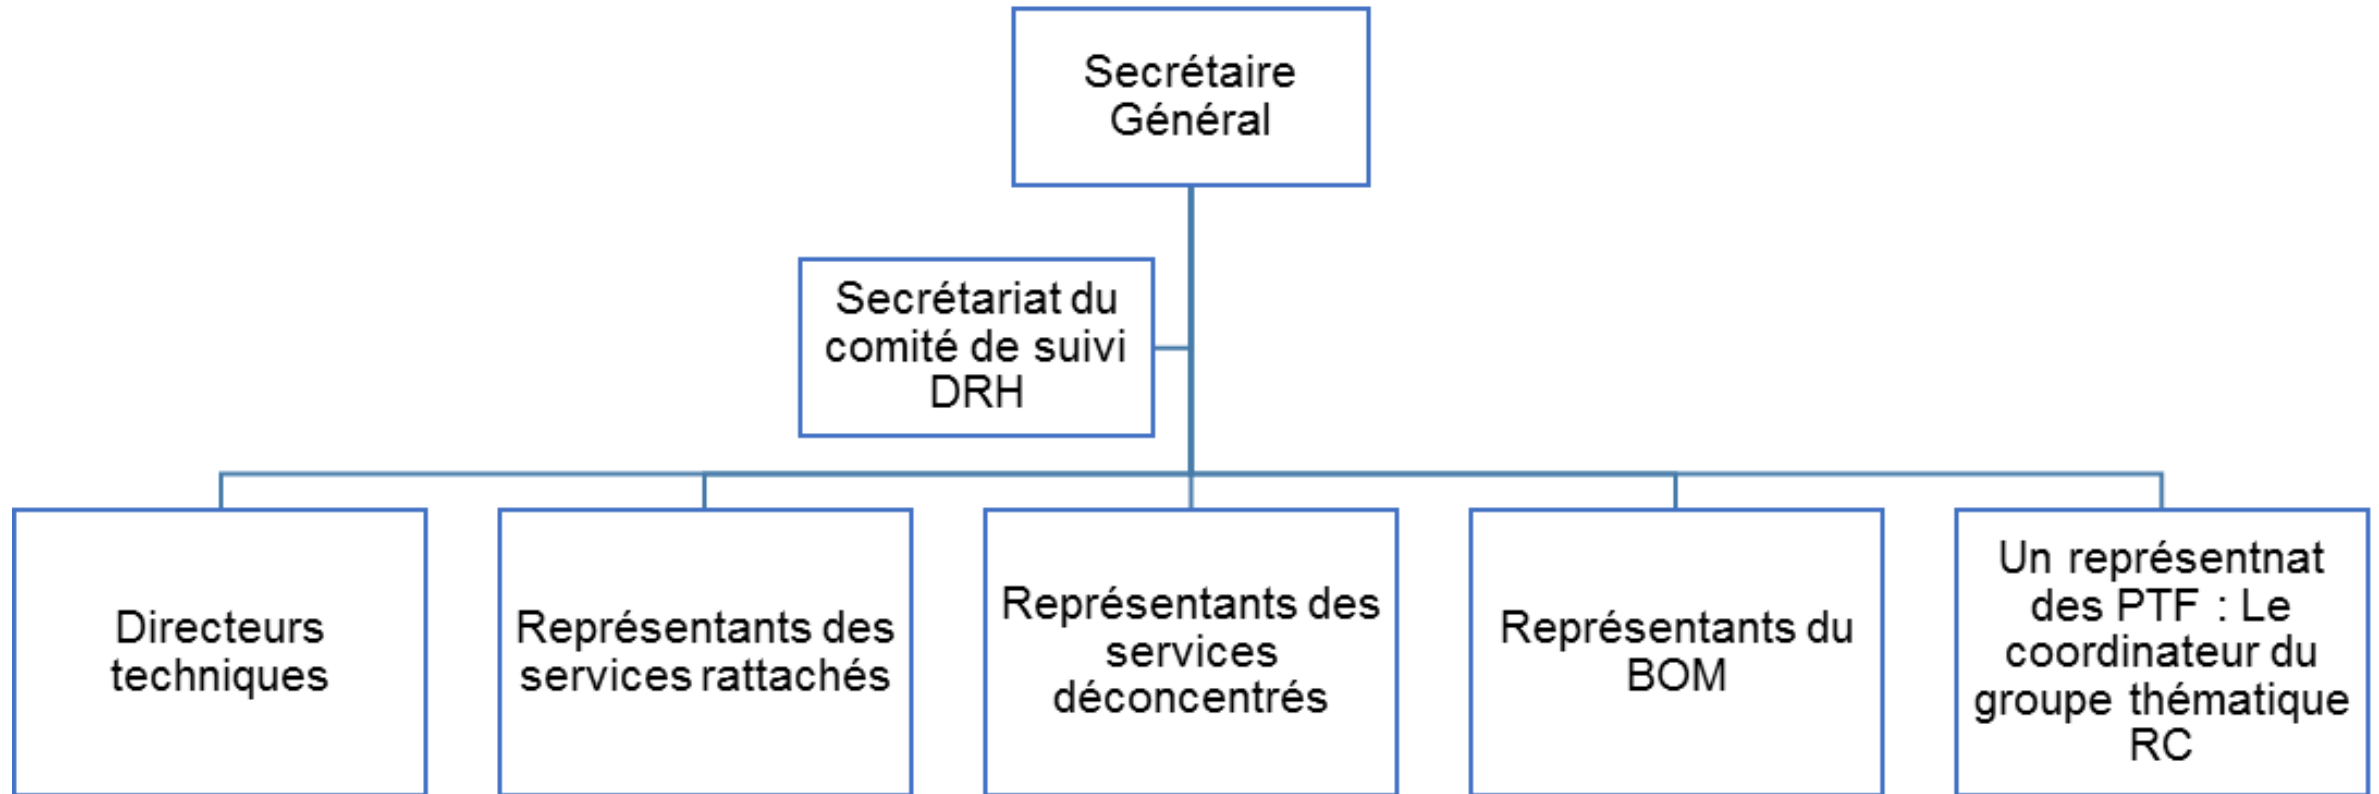 Secrétaire
Général
Secrétariat du
comité de suivi
DRH
Directeurs
techniques
Représentants des
services rattachés
Représentants des
services
déconcentrés
Représentants du
BOM
Un représentnat
des PTF : Le
coordinateur du
groupe thématique
RC